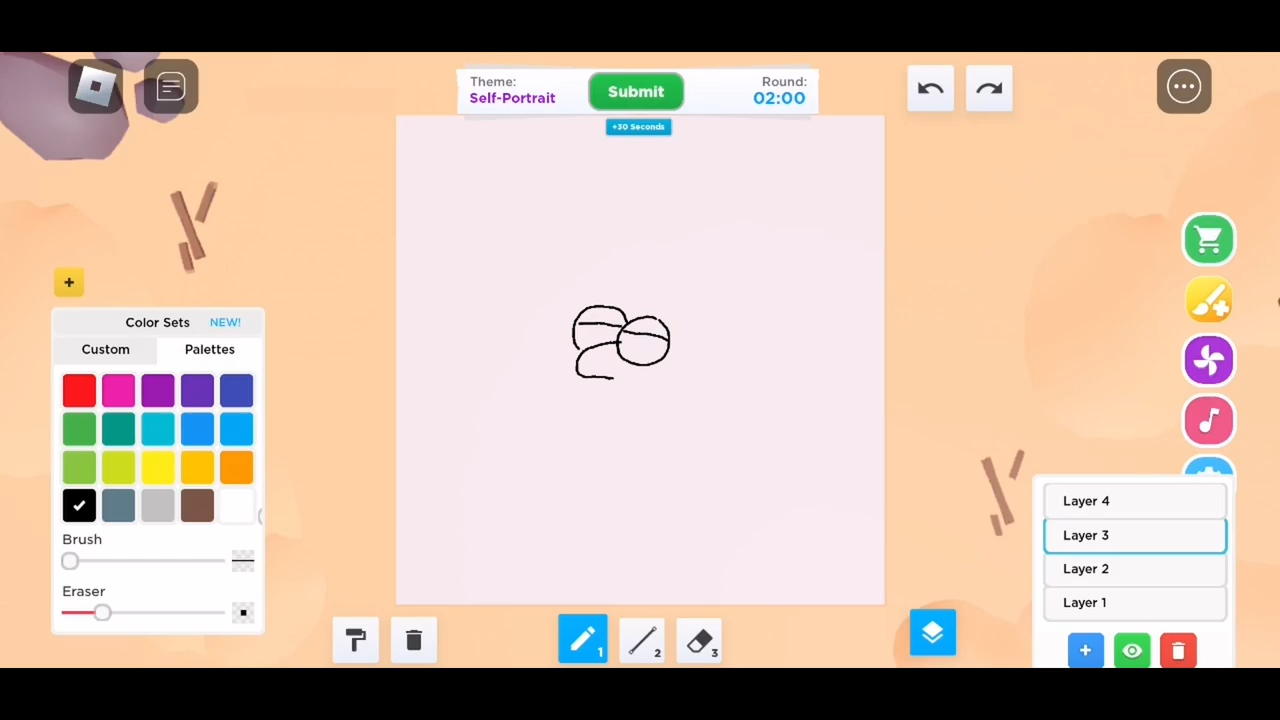 Theme:
Self-Portrait
Submit
Round:
02:00
+30 Seconds
+
Color Sets NEW!
Custom Palettes
Brush
Eraser
1
2
3
Layer 4
Layer 3
Layer 2
Layer 1
+